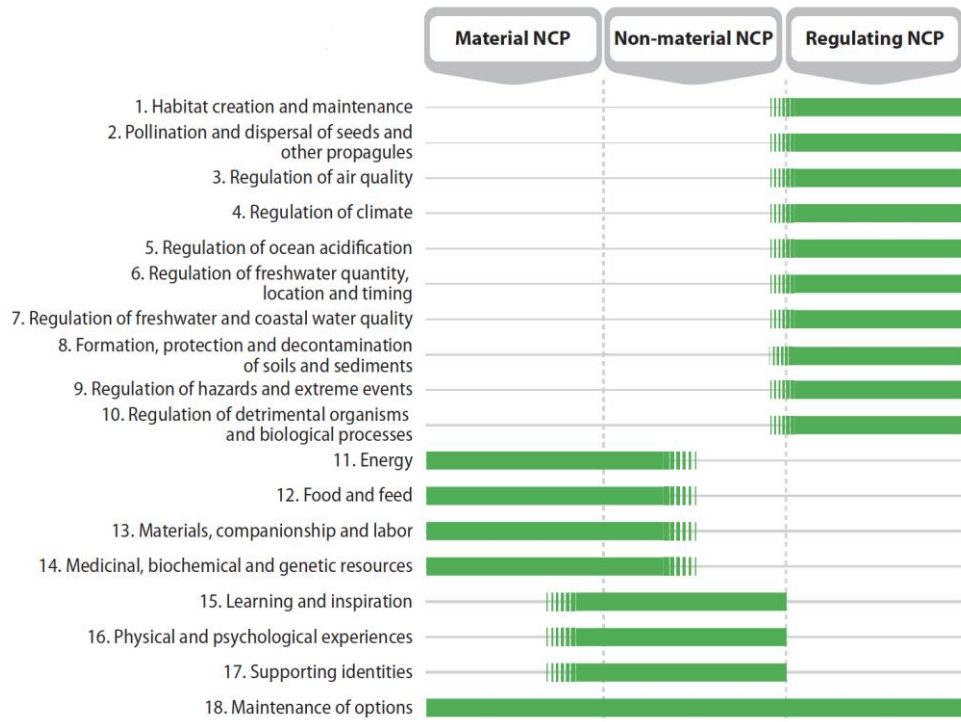 Material NCP
Non-material NCP
Regulating NCP
1. Habitat creation and maintenance
2. Pollination and dispersal of seeds and
other propagules
3. Regulation of air quality
4. Regulation of climate
5. Regulation of ocean acidification
6. Regulation of freshwater quantity,
location and timing
7. Regulation of freshwater and coastal water quality
8. Formation, protection and decontamination
of soils and sediments
9. Regulation of hazards and extreme events
10. Regulation of detrimental organisms
and biological processes
11. Energy
12. Food and feed
13. Materials, companionship and labor
14. Medicinal, biochemical and genetic resources
15. Learning and inspiration
16. Physical and psychological experiences
17. Supporting identities
18. Maintenance of options